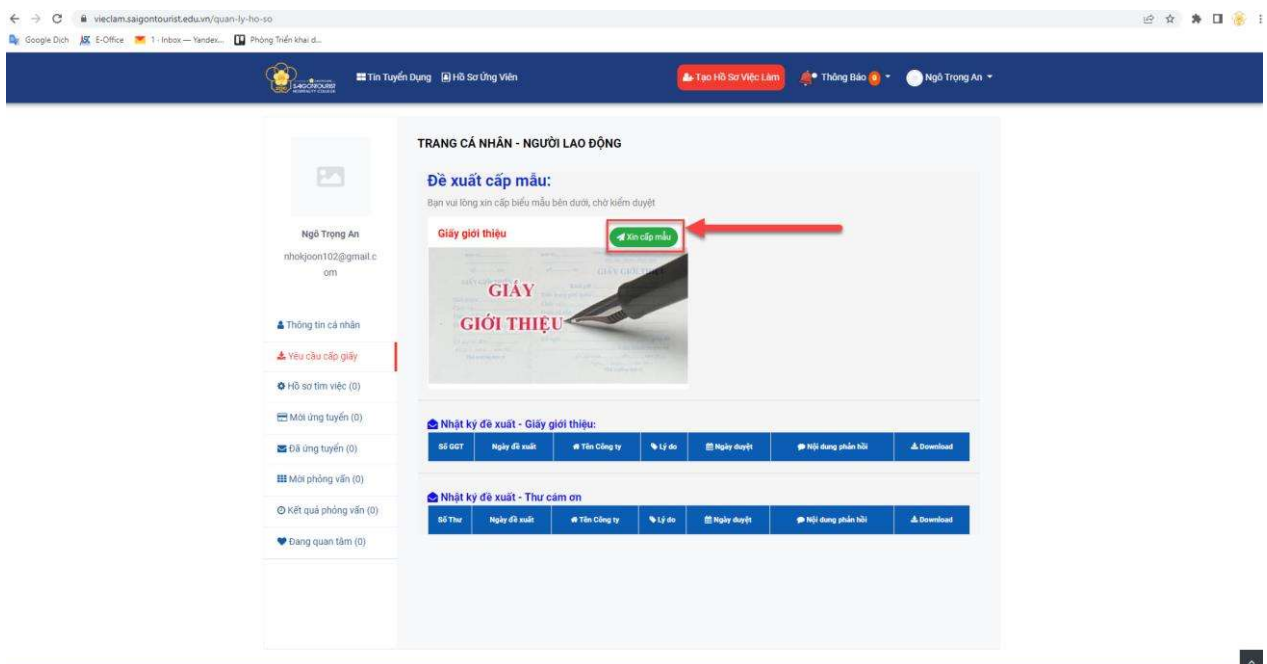 vieclam.saigontourist.edu.vn/quan-ly-ho-so
Google Dịch E-Office 1 · Inbox — Yandex... Phòng Triển khai d...
SAIGONTOURIST
HOSPITALITY COLLEGE
Tin Tuyển Dụng Hồ Sơ Ứng Viên Tạo Hồ Sơ Việc Làm Thông Báo 0 Ngô Trọng An
TRANG CÁ NHÂN - NGƯỜI LAO ĐỘNG
Đề xuất cấp mẫu:
Bạn vui lòng xin cấp biểu mẫu bên dưới, chờ kiểm duyệt
Giấy giới thiệu
Xin cấp mẫu
GIẤY
GIỚI THIỆU
Ngô Trọng An
nhokjoon102@gmail.c
om
Thông tin cá nhân
Yêu cầu cấp giấy
Hồ sơ tìm việc (0)
Mời ứng tuyển (0)
Đã ứng tuyển (0)
Mời phỏng vấn (0)
Kết quả phỏng vấn (0)
Đang quan tâm (0)
Nhật ký đề xuất - Giấy giới thiệu:
Số GGT Ngày đề xuất Tên Công ty Lý do Ngày duyệt Nội dung phản hồi Download
Nhật ký đề xuất - Thư cám ơn
Số Thư Ngày đề xuất Tên Công ty Lý do Ngày duyệt Nội dung phản hồi Download